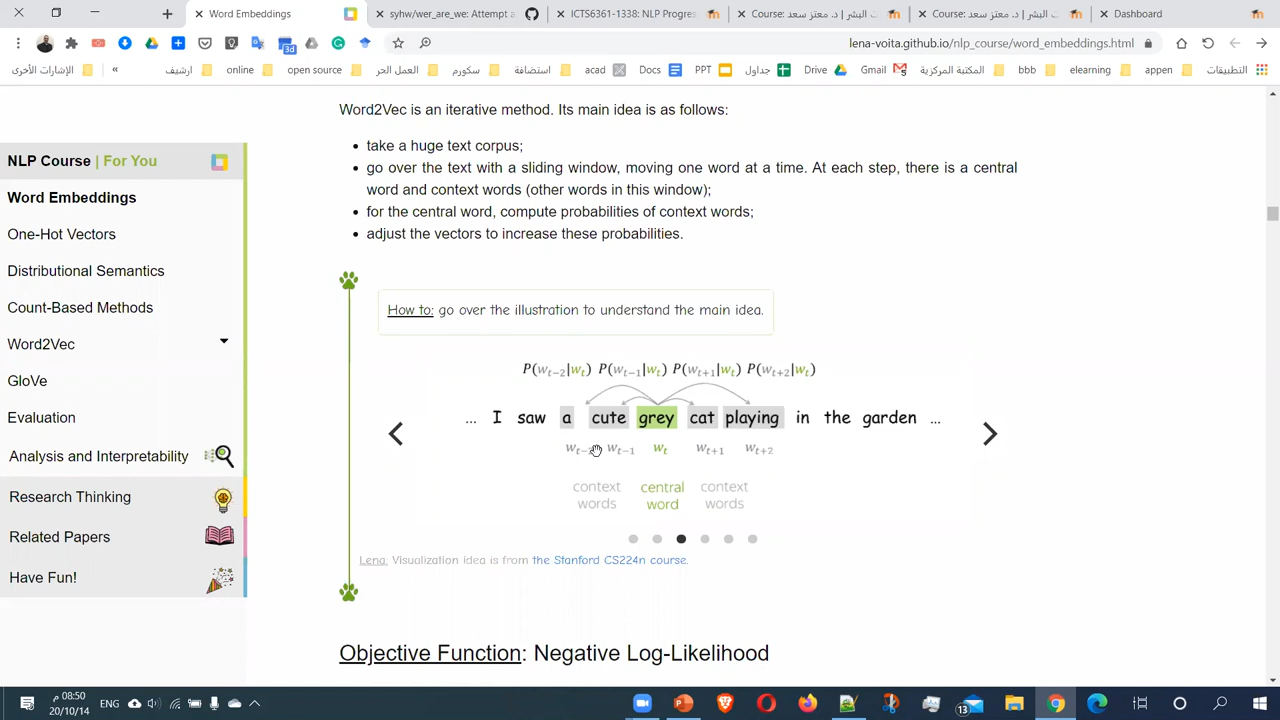 Word Embeddings
syhw/wer_are_we: Attempt a
ICTS6361-1338: NLP Progres
Course: البشر | د. معتز سعد
Course: البشر | د. معتز سعد
Dashboard
lena-voita.github.io/nlp_course/word_embeddings.html
الإشارات الأخرى
«
ارشيف
online
open source
العمل الحر
سكورم
استضافة
acad
Docs
PPT
جداول
Drive
Gmail
المكتبة المركزية
bbb
elearning
appen
التطبيقات
3d
Word2Vec is an iterative method. Its main idea is as follows:
• take a huge text corpus;
• go over the text with a sliding window, moving one word at a time. At each step, there is a central
word and context words (other words in this window);
• for the central word, compute probabilities of context words;
• adjust the vectors to increase these probabilities.
NLP Course | For You
Word Embeddings
One-Hot Vectors
Distributional Semantics
Count-Based Methods
Word2Vec
GloVe
Evaluation
Analysis and Interpretability
Research Thinking
Related Papers
Have Fun!
How to: go over the illustration to understand the main idea.
P(wt−2|wt) P(wt−1|wt) P(wt+1|wt) P(wt+2|wt)
... I saw a cute grey cat playing in the garden ...
wt−2 wt−1 wt wt+1 wt+2
context central context
words word words
Lena: Visualization idea is from the Stanford CS224n course.
Objective Function: Negative Log-Likelihood
08:50 م
20/10/14
ENG
13